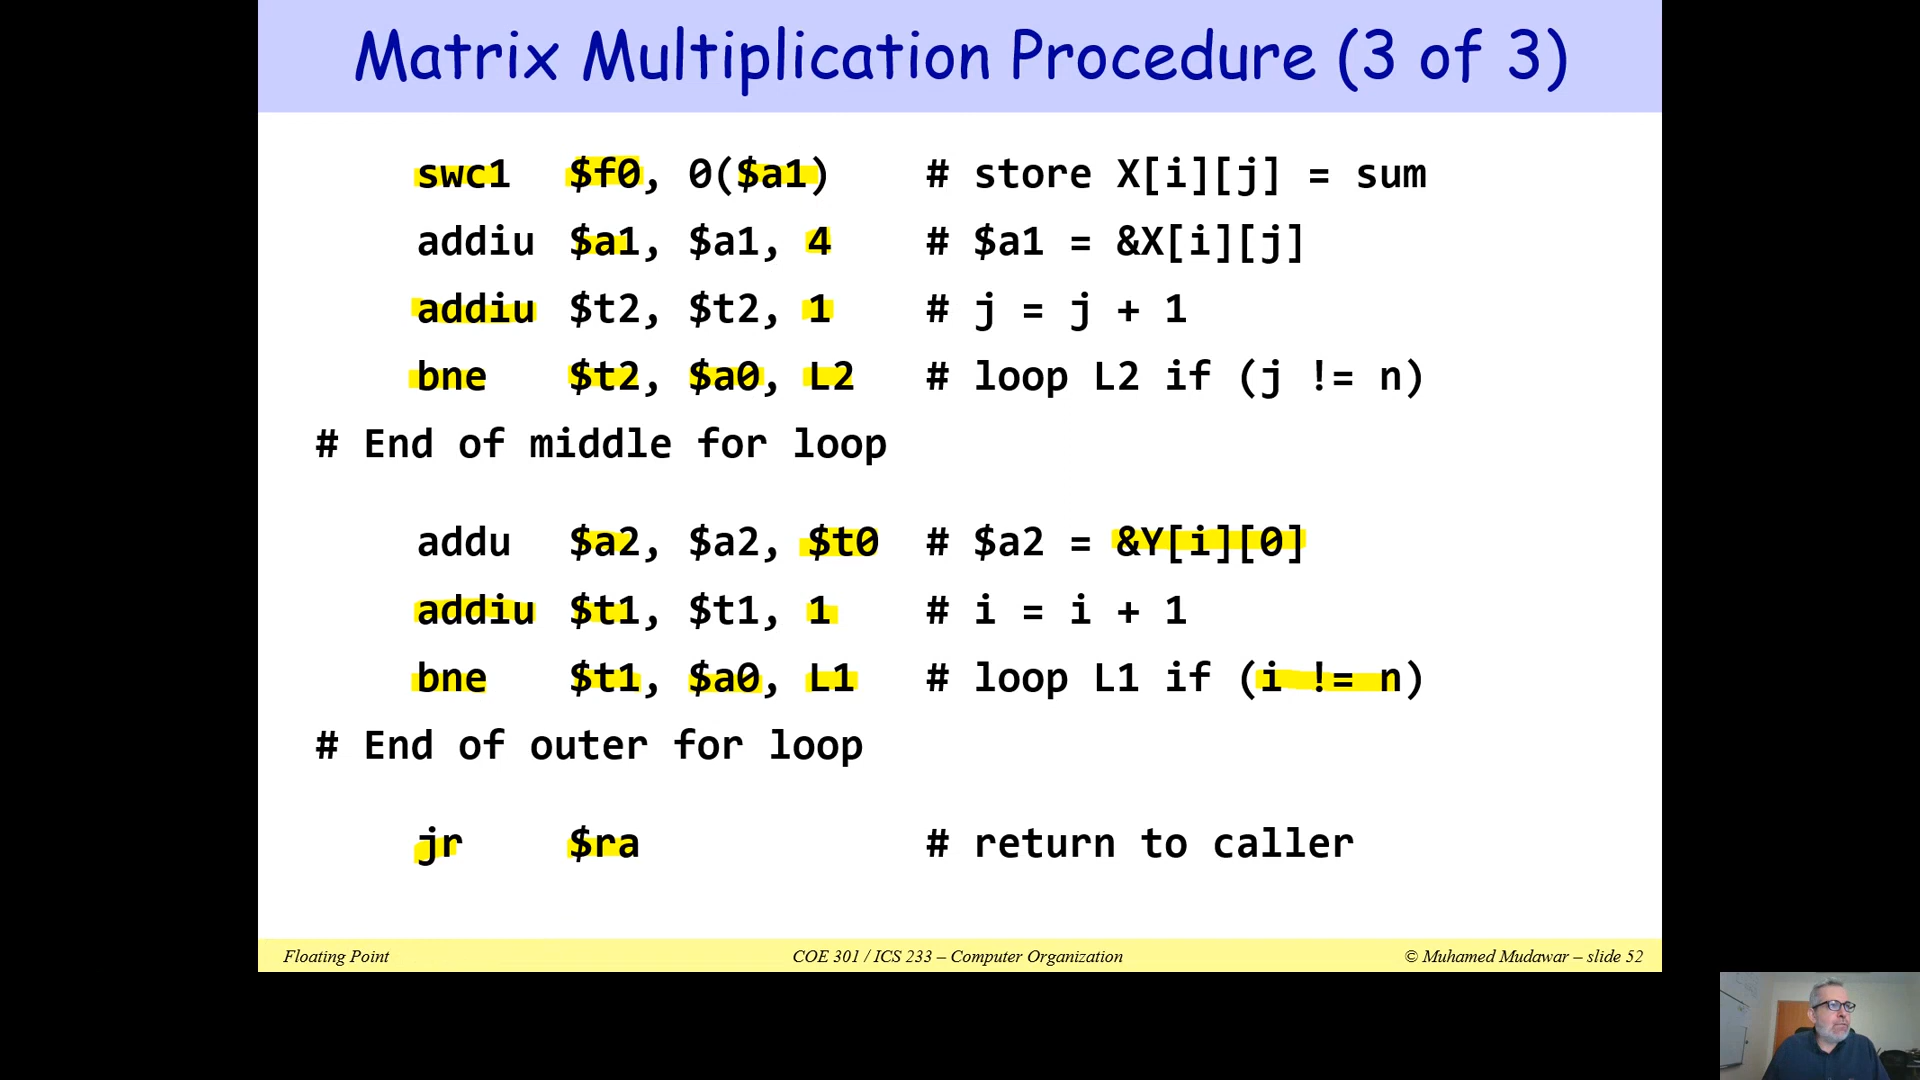 Matrix Multiplication Procedure (3 of 3)
swc1 $f0, 0($a1) # store X[i][j] = sum
addiu $a1, $a1, 4 # $a1 = &X[i][j]
addiu $t2, $t2, 1 # j = j + 1
bne $t2, $a0, L2 # loop L2 if (j != n)
# End of middle for loop
addu $a2, $a2, $t0 # $a2 = &Y[i][0]
addiu $t1, $t1, 1 # i = i + 1
bne $t1, $a0, L1 # loop L1 if (i != n)
# End of outer for loop
jr $ra # return to caller
Floating Point COE 301 / ICS 233 – Computer Organization © Muhamed Mudawar – slide 52